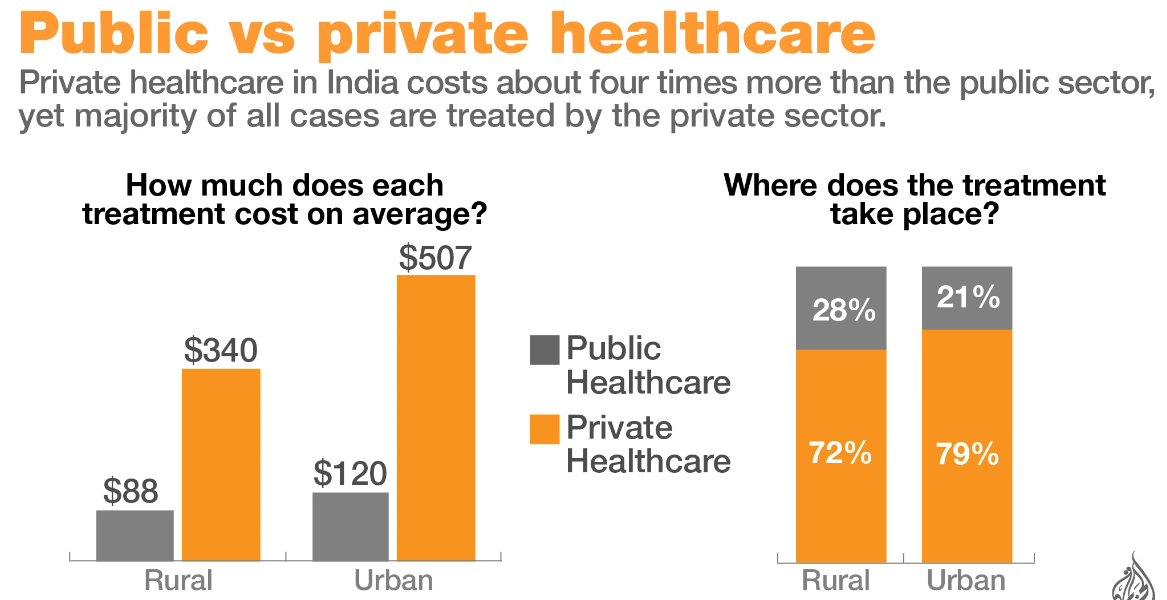 Public vs private healthcare
Private healthcare in India costs about four times more than the public sector,
yet majority of all cases are treated by the private sector.
How much does each
treatment cost on average?
$88
$340
$120
$507
Rural
Urban
Public
Healthcare
Private
Healthcare
Where does the treatment
take place?
28%
21%
72%
79%
Rural
Urban